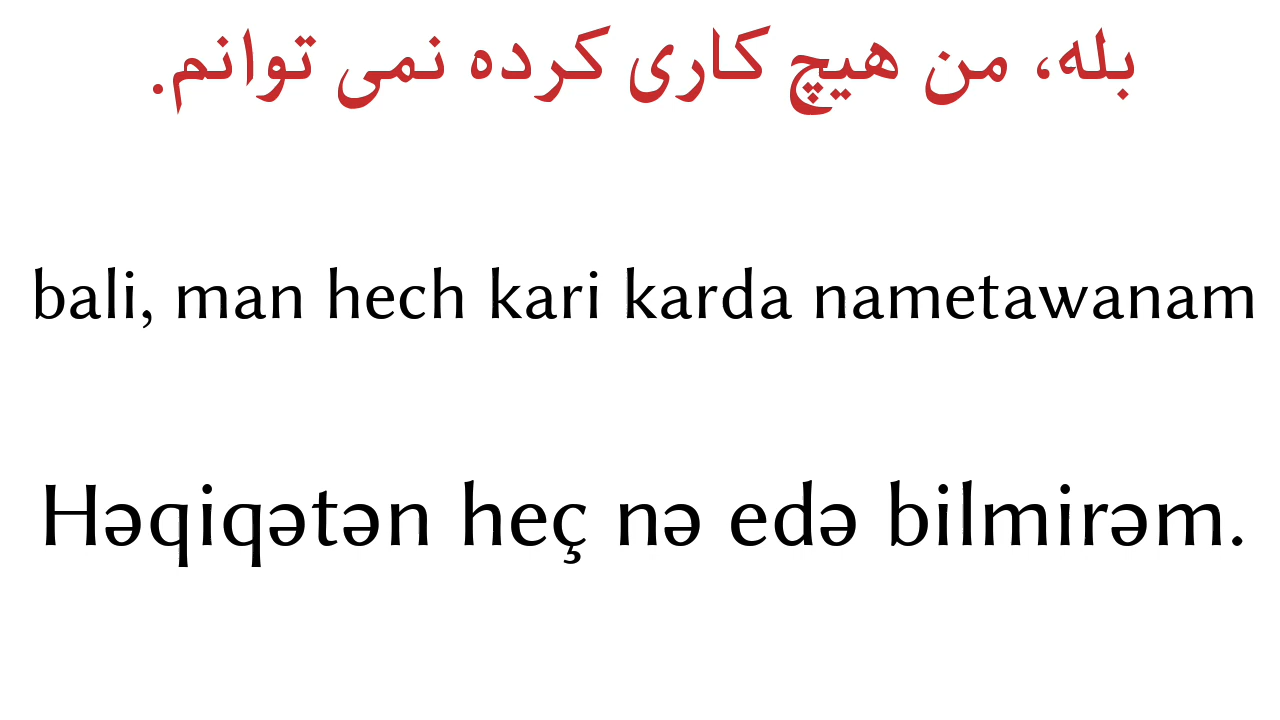 بله، من هیچ کاری کرده نمی توانم.
bali, man hech kari karda nametawanam
Həqiqətən heç nə edə bilmirəm.